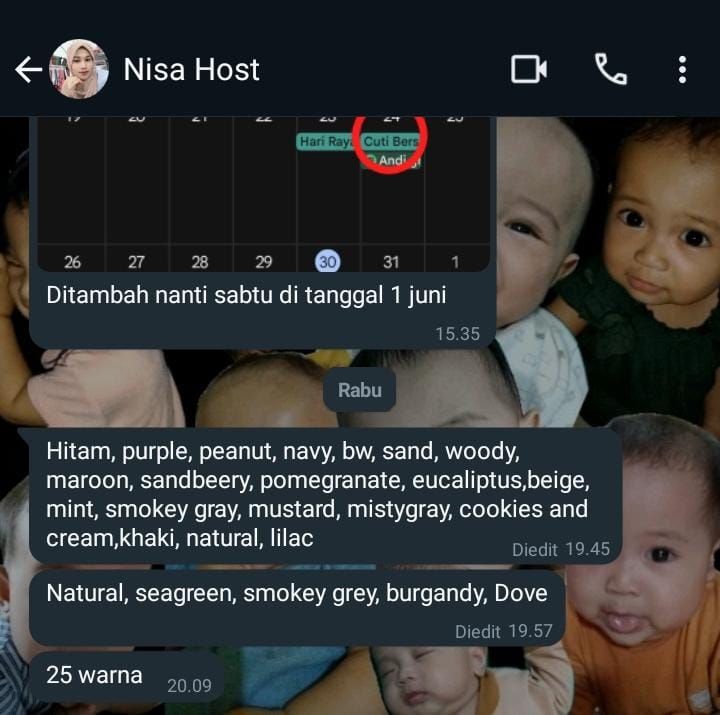 Nisa Host
19 20 21 22 23 24 25
Hari Raya Cuti Bers
Andi
26 27 28 29 30 31 1
Ditambah nanti sabtu di tanggal 1 juni
15.35
Rabu
Hitam, purple, peanut, navy, bw, sand, woody,
maroon, sandbeery, pomegranate, eucaliptus,beige,
mint, smokey gray, mustard, mistygray, cookies and
cream,khaki, natural, lilac
Diedit 19.45
Natural, seagreen, smokey grey, burgandy, Dove
Diedit 19.57
25 warna
20.09